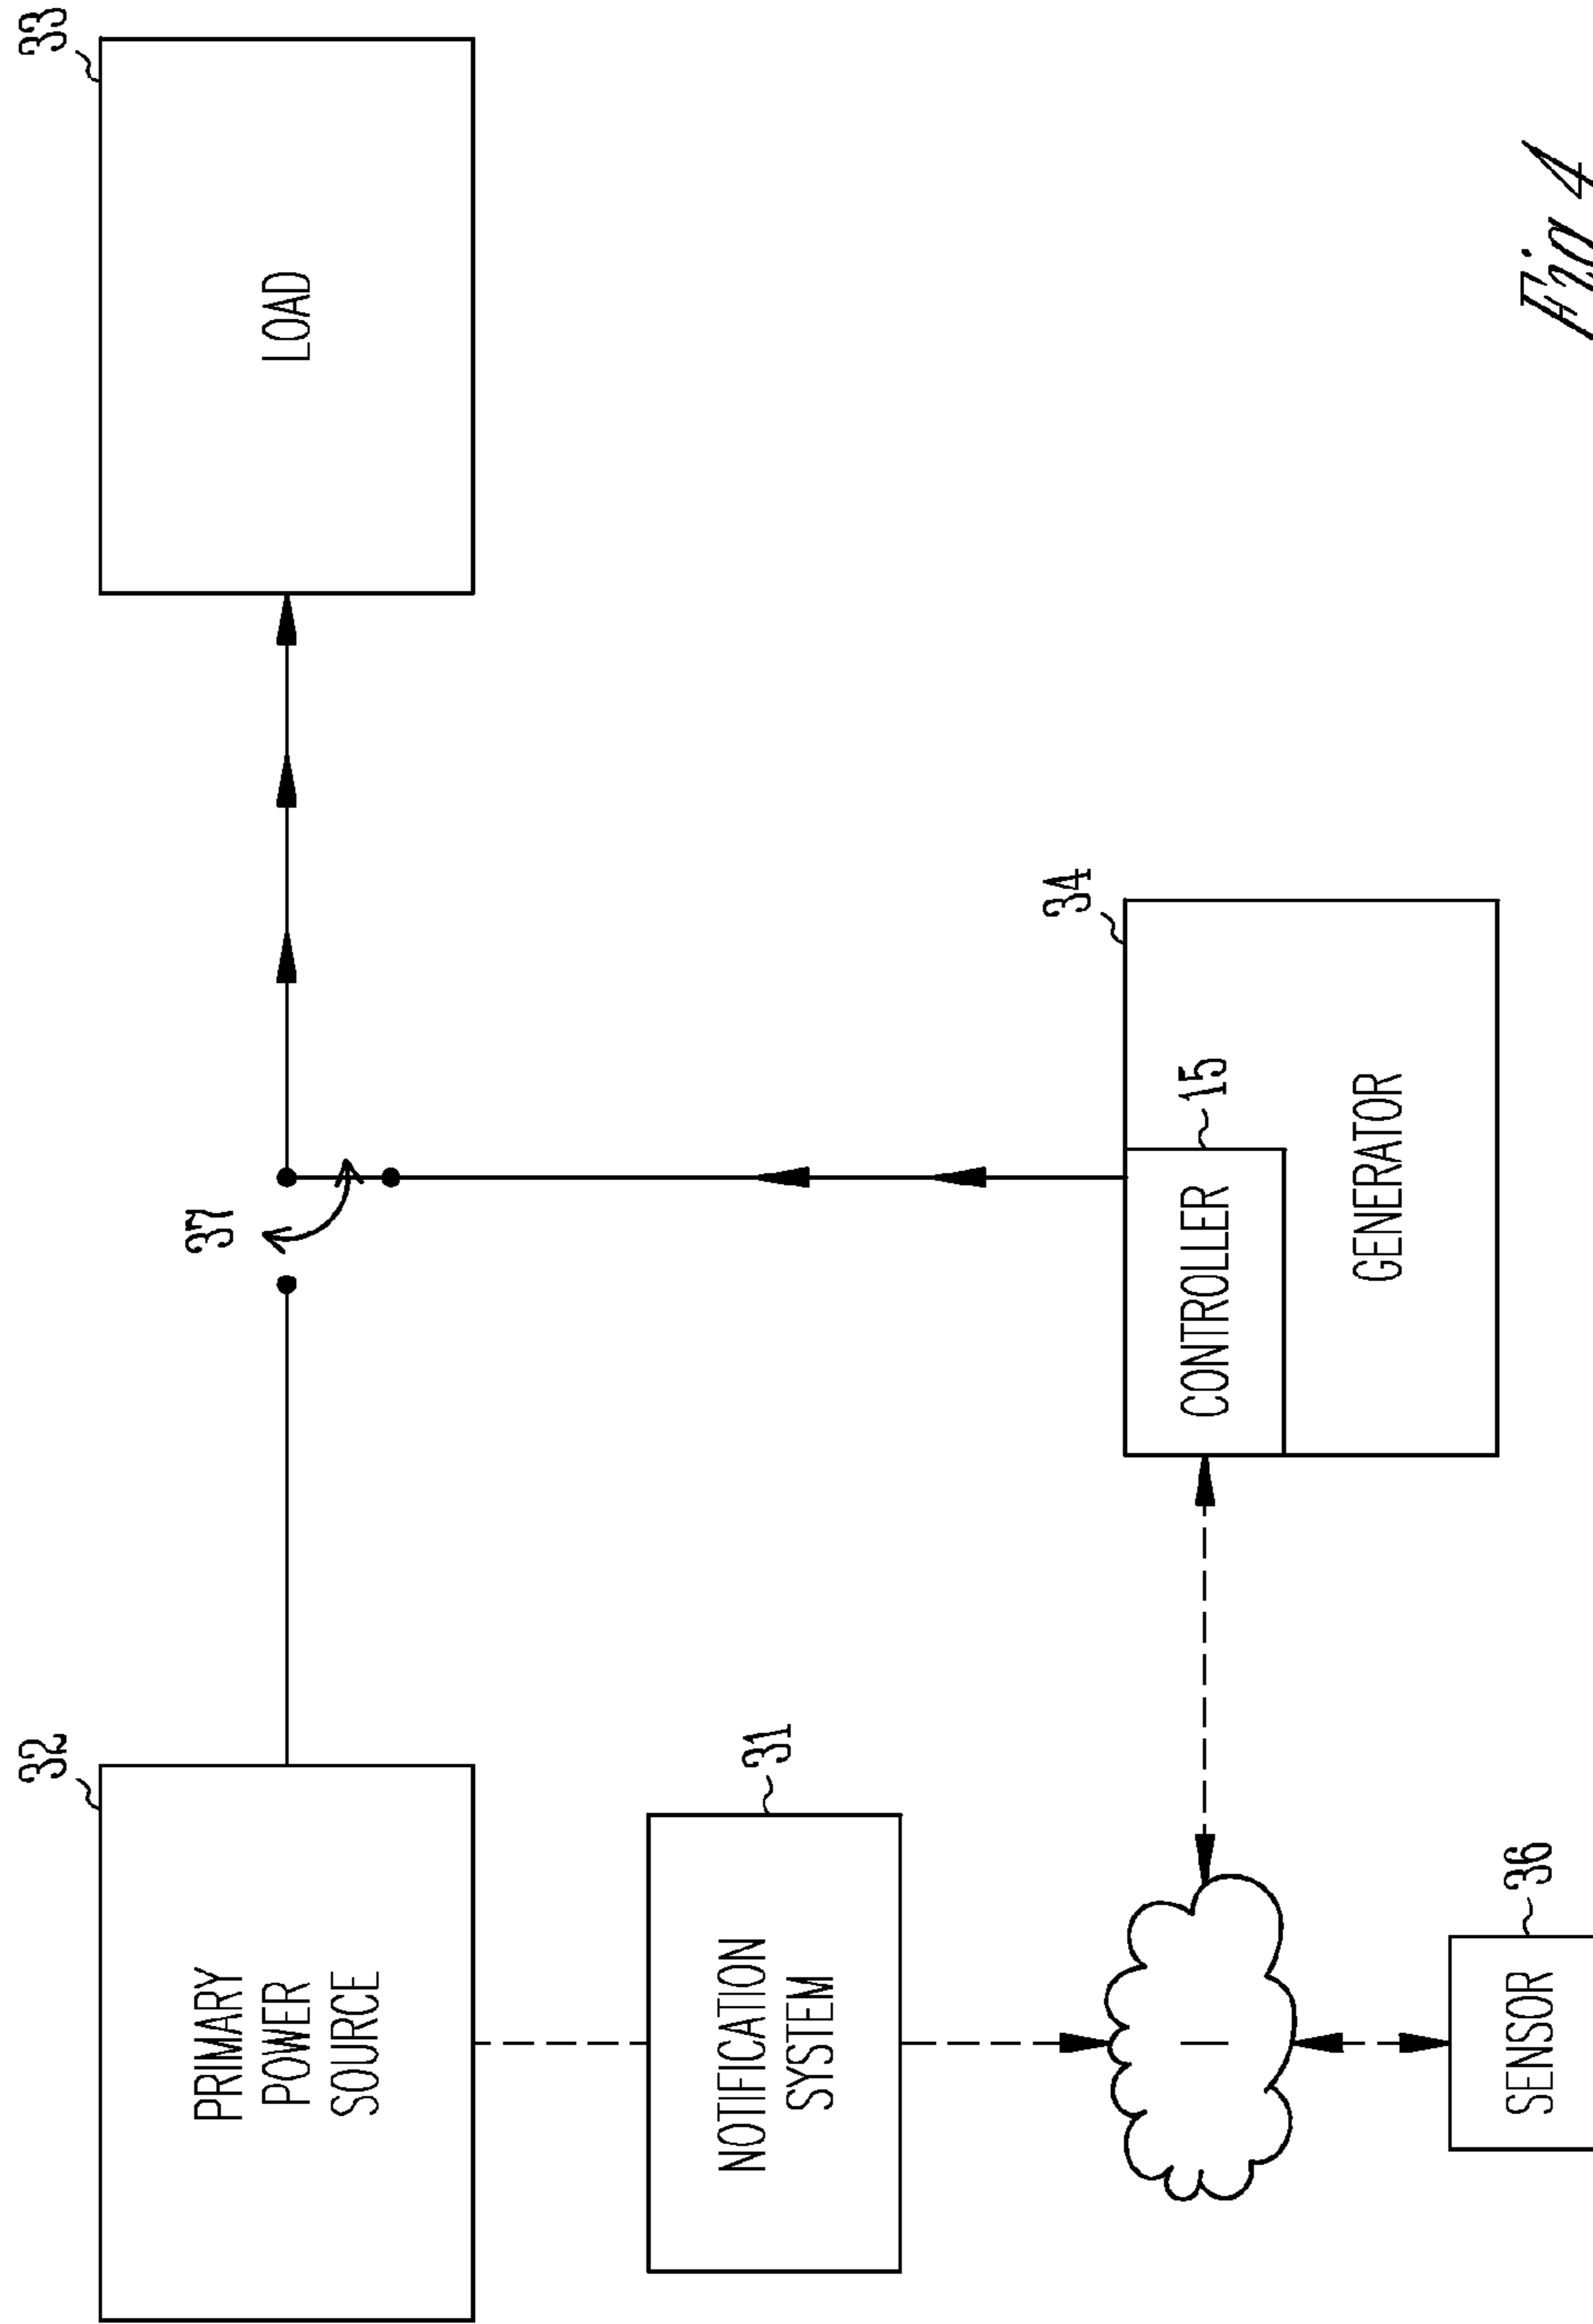 32
PRIMARY
POWER
SOURCE
37
33
LOAD
31
NOTIFICATION
SYSTEM
34
15
CONTROLLER
GENERATOR
I
36
SENSOR
Fig 4